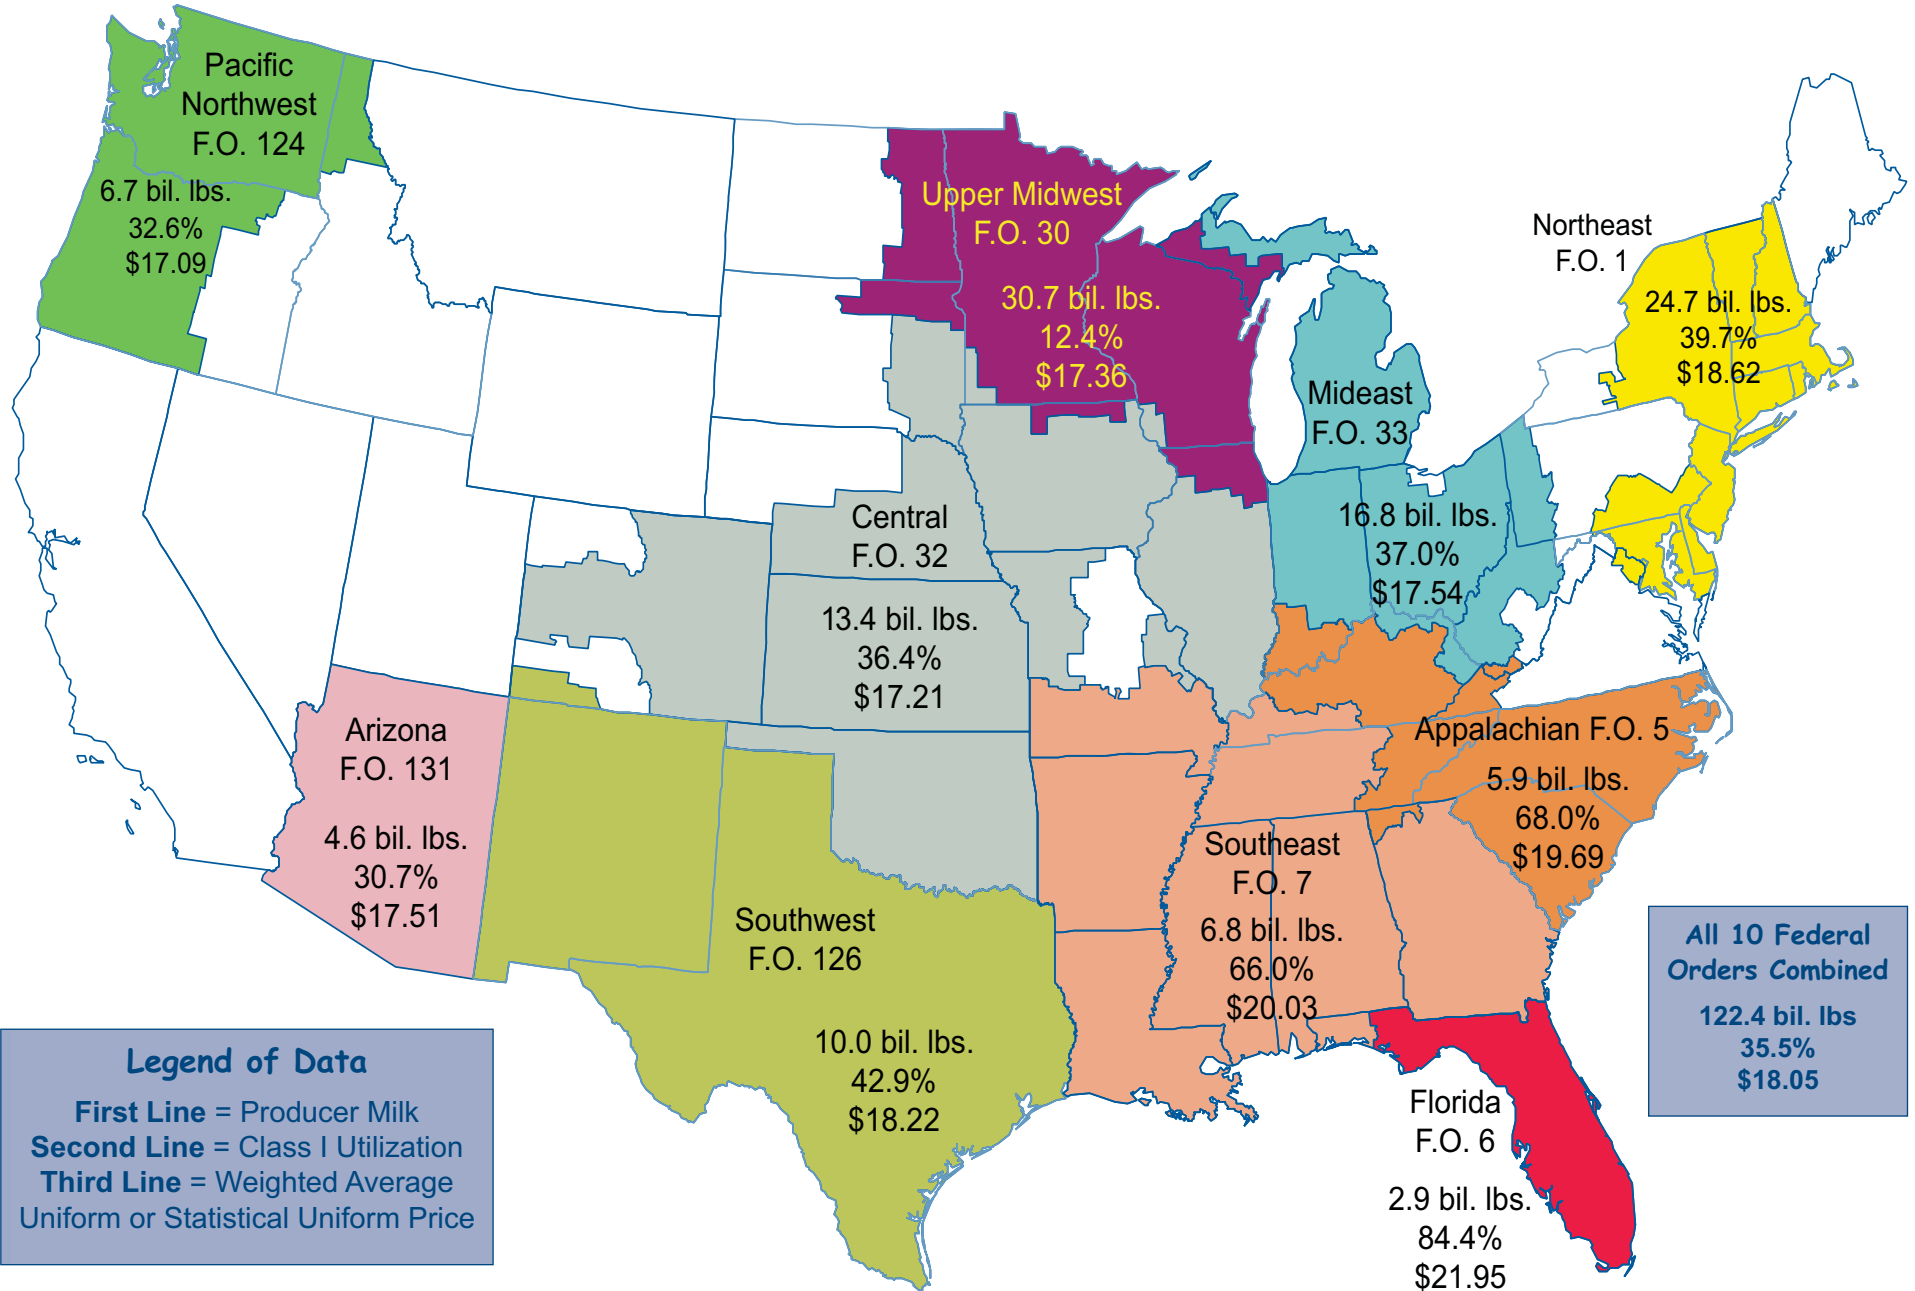 Pacific
Northwest
F.O. 124
6.7 bil. lbs.
32.6%
$17.09
Upper Midwest
F.O. 30
30.7 bil. lbs.
12.4%
$17.36
Northeast
F.O. 1
24.7 bil. lbs.
39.7%
$18.62
Mideast
F.O. 33
16.8 bil. lbs.
37.0%
$17.54
Central
F.O. 32
13.4 bil. lbs.
36.4%
$17.21
Arizona
F.O. 131
4.6 bil. lbs.
30.7%
$17.51
Appalachian F.O. 5
5.9 bil. lbs.
68.0%
$19.69
Southeast
F.O. 7
6.8 bil. lbs.
66.0%
$20.03
Southwest
F.O. 126
10.0 bil. lbs.
42.9%
$18.22
All 10 Federal
Orders Combined
122.4 bil. lbs
35.5%
$18.05
Legend of Data
First Line = Producer Milk
Second Line = Class I Utilization
Third Line = Weighted Average
Uniform or Statistical Uniform Price
Florida
F.O. 6
2.9 bil. lbs.
84.4%
$21.95